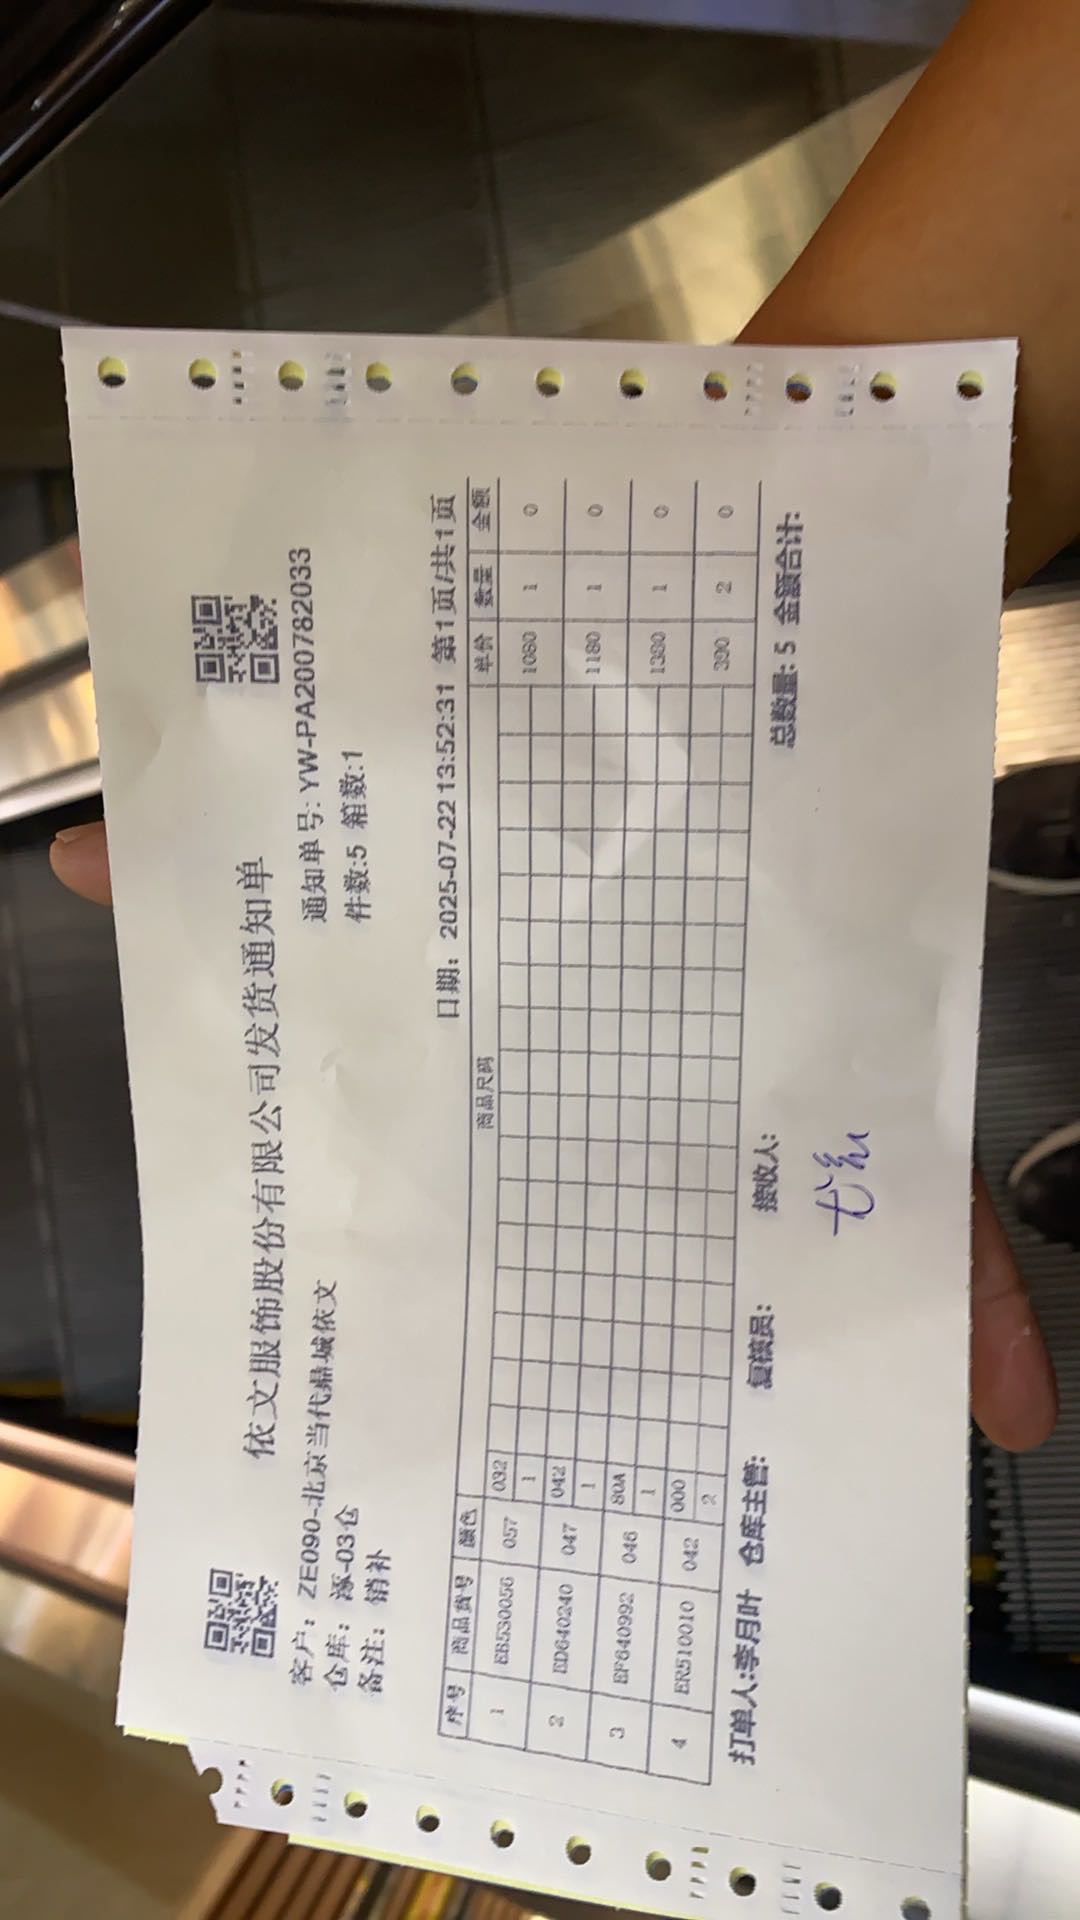 依文服饰股份有限公司发货通知单
客户: ZE090-北京当代鼎城依文 通知单号: YW-PA200782033
仓库: 涿-03仓 件数:5 箱数:1
备注: 销补
日期: 2025-07-22 13:52:31 第1页/共1页
序号 商品货号 颜色 商品尺码 单价 数量 金额
1 EB530056 057 032 1080 1 0
1
2 ED640240 047 042 1180 1 0
1
3 EF640992 046 80A 1380 1 0
1
4 ER510010 042 000 390 2 0
2
总数量: 5 金额合计:
打单人:李月叶 仓库主管: 复核员: 接收人: